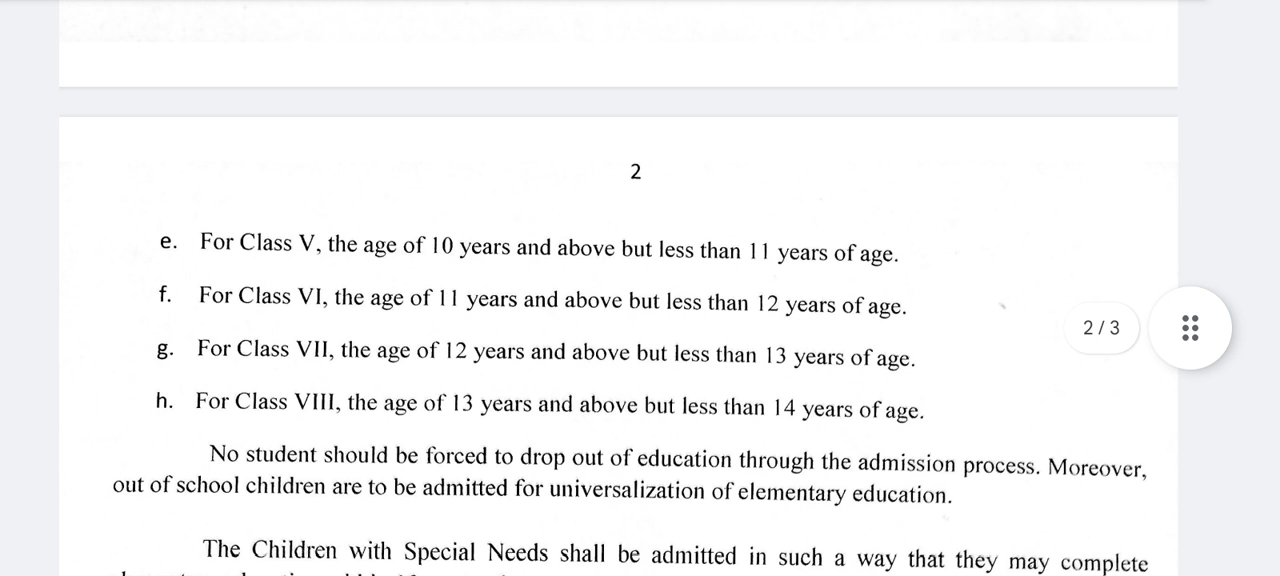 2
e. For Class V, the age of 10 years and above but less than 11 years of age.
f. For Class VI, the age of 11 years and above but less than 12 years of age.
2 / 3
g. For Class VII, the age of 12 years and above but less than 13 years of age.
h. For Class VIII, the age of 13 years and above but less than 14 years of age.
No student should be forced to drop out of education through the admission process. Moreover,
out of school children are to be admitted for universalization of elementary education.
The Children with Special Needs shall be admitted in such a way that they may complete